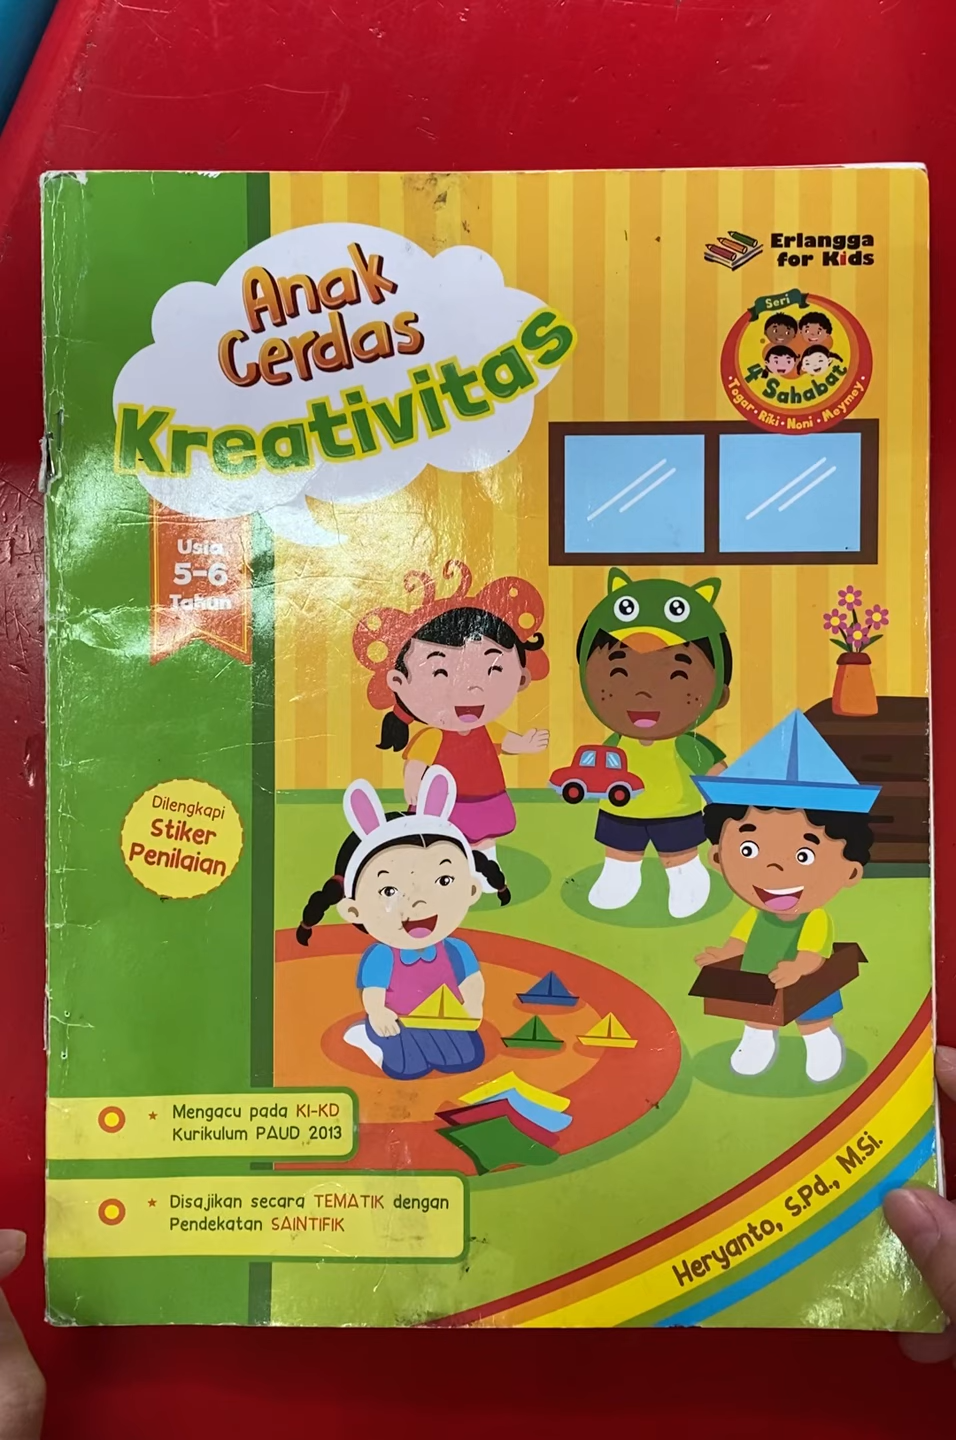 Anak
Cerdas
Kreativitas
Erlangga
for Kids
Seri
4 Sahabat
• Togar • Riki • Noni • Meymey •
Usia
5-6
Tahun
Dilengkapi
Stiker
Penilaian
★ Mengacu pada KI-KD
Kurikulum PAUD 2013
★ Disajikan secara TEMATIK dengan
Pendekatan SAINTIFIK
Heryanto, S.Pd., M.Si.